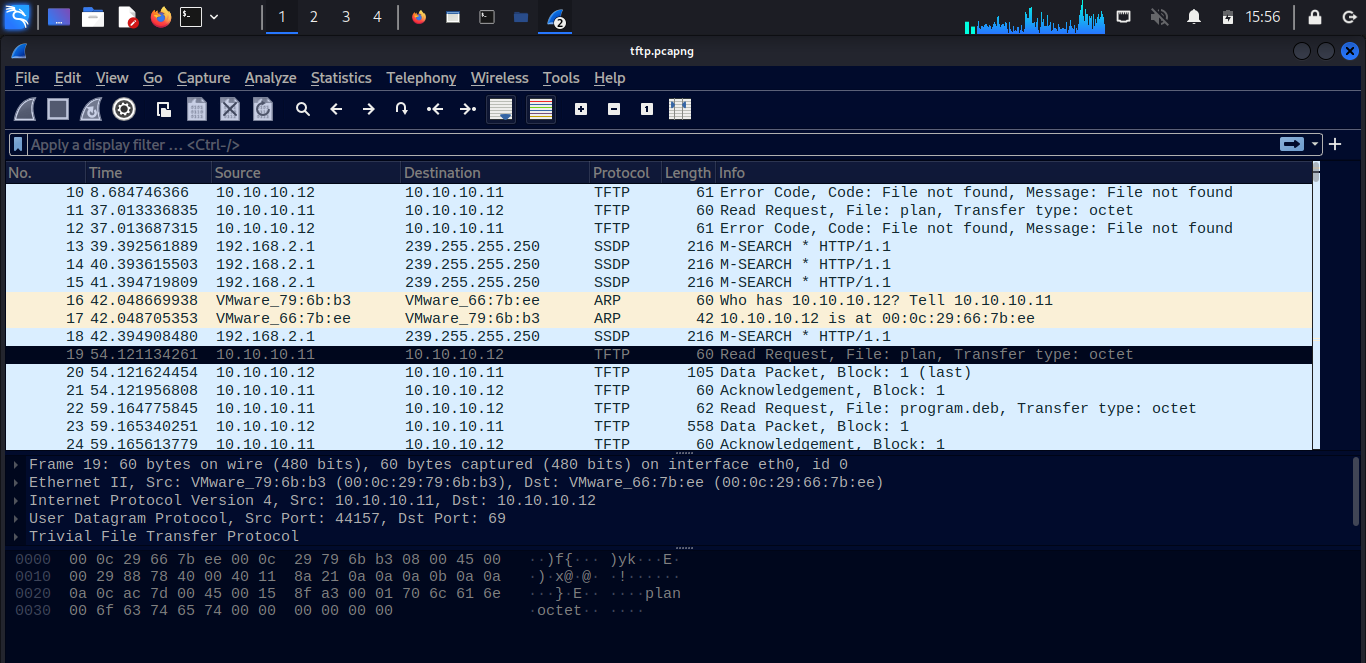 1 2 3 4 2 15:56
tftp.pcapng
File Edit View Go Capture Analyze Statistics Telephony Wireless Tools Help
Apply a display filter ... <Ctrl-/>
No. Time Source Destination Protocol Length Info
10 8.684746366 10.10.10.12 10.10.10.11 TFTP 61 Error Code, Code: File not found, Message: File not found
11 37.013336835 10.10.10.11 10.10.10.12 TFTP 60 Read Request, File: plan, Transfer type: octet
12 37.013687315 10.10.10.12 10.10.10.11 TFTP 61 Error Code, Code: File not found, Message: File not found
13 39.392561889 192.168.2.1 239.255.255.250 SSDP 216 M-SEARCH * HTTP/1.1
14 40.393615503 192.168.2.1 239.255.255.250 SSDP 216 M-SEARCH * HTTP/1.1
15 41.394719809 192.168.2.1 239.255.255.250 SSDP 216 M-SEARCH * HTTP/1.1
16 42.048669938 VMware_79:6b:b3 VMware_66:7b:ee ARP 60 Who has 10.10.10.12? Tell 10.10.10.11
17 42.048705353 VMware_66:7b:ee VMware_79:6b:b3 ARP 42 10.10.10.12 is at 00:0c:29:66:7b:ee
18 42.394908480 192.168.2.1 239.255.255.250 SSDP 216 M-SEARCH * HTTP/1.1
19 54.121134261 10.10.10.11 10.10.10.12 TFTP 60 Read Request, File: plan, Transfer type: octet
20 54.121624454 10.10.10.12 10.10.10.11 TFTP 105 Data Packet, Block: 1 (last)
21 54.121956808 10.10.10.11 10.10.10.12 TFTP 60 Acknowledgement, Block: 1
22 59.164775845 10.10.10.11 10.10.10.12 TFTP 62 Read Request, File: program.deb, Transfer type: octet
23 59.165340251 10.10.10.12 10.10.10.11 TFTP 558 Data Packet, Block: 1
24 59.165613779 10.10.10.11 10.10.10.12 TFTP 60 Acknowledgement, Block: 1
Frame 19: 60 bytes on wire (480 bits), 60 bytes captured (480 bits) on interface eth0, id 0
Ethernet II, Src: VMware_79:6b:b3 (00:0c:29:79:6b:b3), Dst: VMware_66:7b:ee (00:0c:29:66:7b:ee)
Internet Protocol Version 4, Src: 10.10.10.11, Dst: 10.10.10.12
User Datagram Protocol, Src Port: 44157, Dst Port: 69
Trivial File Transfer Protocol
0000 00 0c 29 66 7b ee 00 0c 29 79 6b b3 08 00 45 00 ··)f{··· )yk···E·
0010 00 29 88 78 40 00 40 11 8a 21 0a 0a 0a 0b 0a 0a ·)·x@·@· ·!······
0020 0a 0c ac 7d 00 45 00 15 8f a3 00 01 70 6c 61 6e ···}·E·· ····plan
0030 00 6f 63 74 65 74 00 00 00 00 00 00 ·octet·· ····